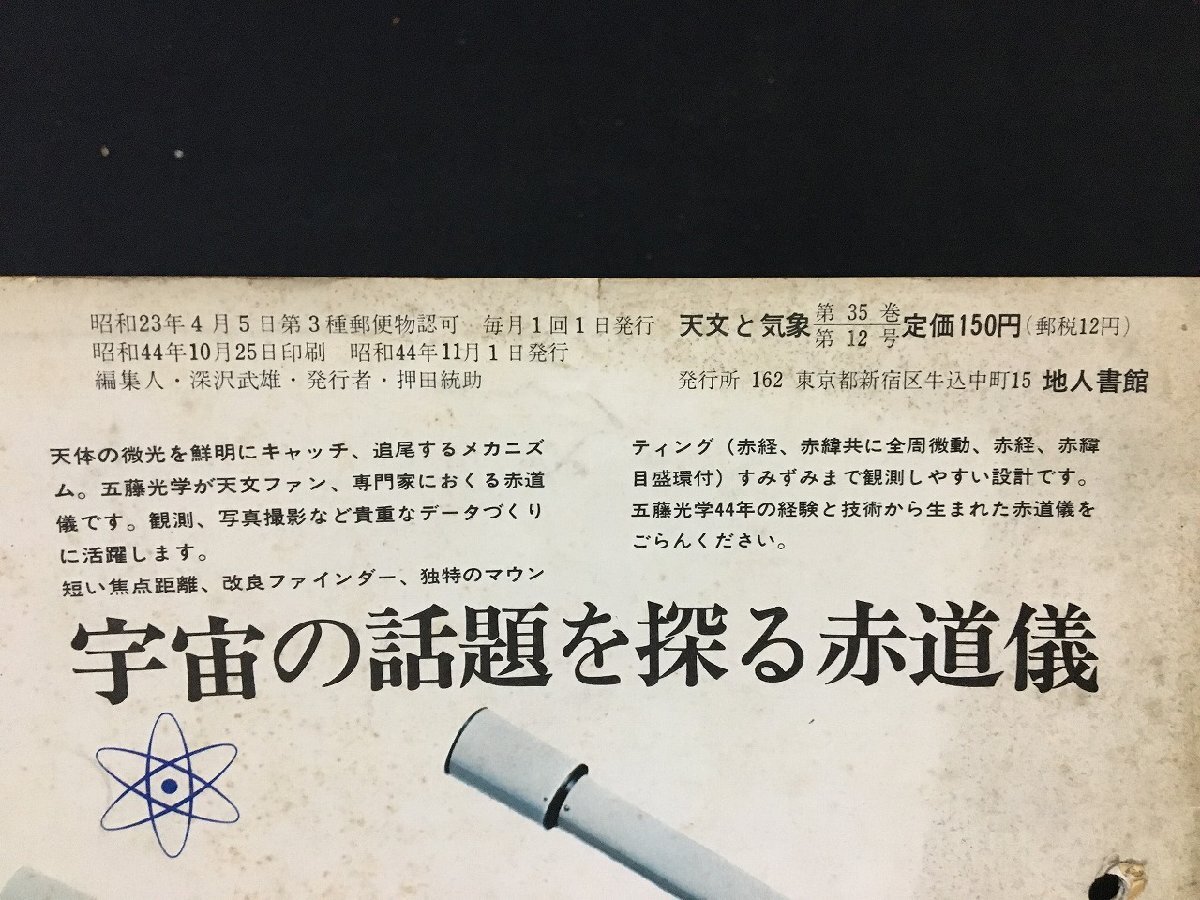 昭和23年4月5日第3種郵便物認可 毎月1回1日発行 天文と気象 第35巻 第12号 定価150円(郵税12円)
昭和44年10月25日印刷 昭和44年11月1日発行
編集人・深沢武雄・発行者・押田統助 発行所 162 東京都新宿区牛込中町15 地人書館
天体の微光を鮮明にキャッチ、追尾するメカニズ
ム。五藤光学が天文ファン、専門家におくる赤道
儀です。観測、写真撮影など貴重なデータづくり
に活躍します。
短い焦点距離、改良ファインダー、独特のマウン
ティング(赤経、赤緯共に全周微動、赤経、赤緯
目盛環付)すみずみまで観測しやすい設計です。
五藤光学44年の経験と技術から生まれた赤道儀を
ごらんください。
宇宙の話題を探る赤道儀